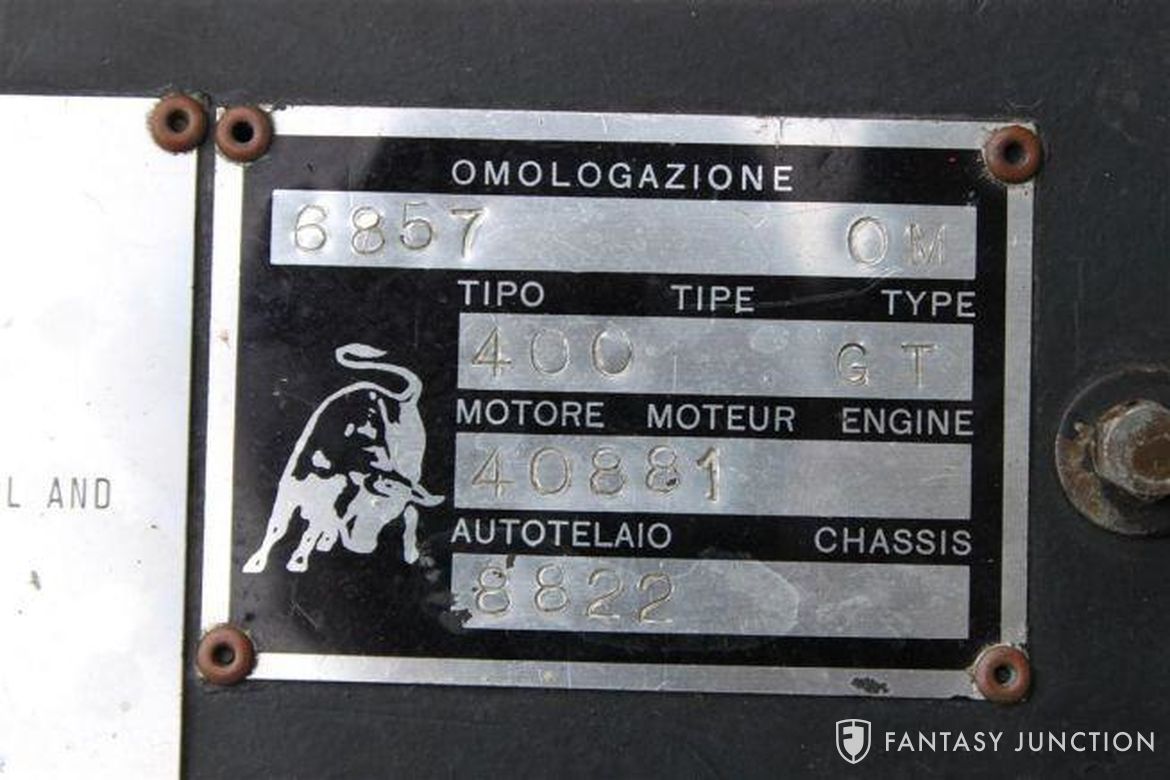 OMOLOGAZIONE
6857 OM
TIPO TIPE TYPE
400 GT
MOTORE MOTEUR ENGINE
40881
L AND
AUTOTELAIO CHASSIS
8822
FANTASY JUNCTION